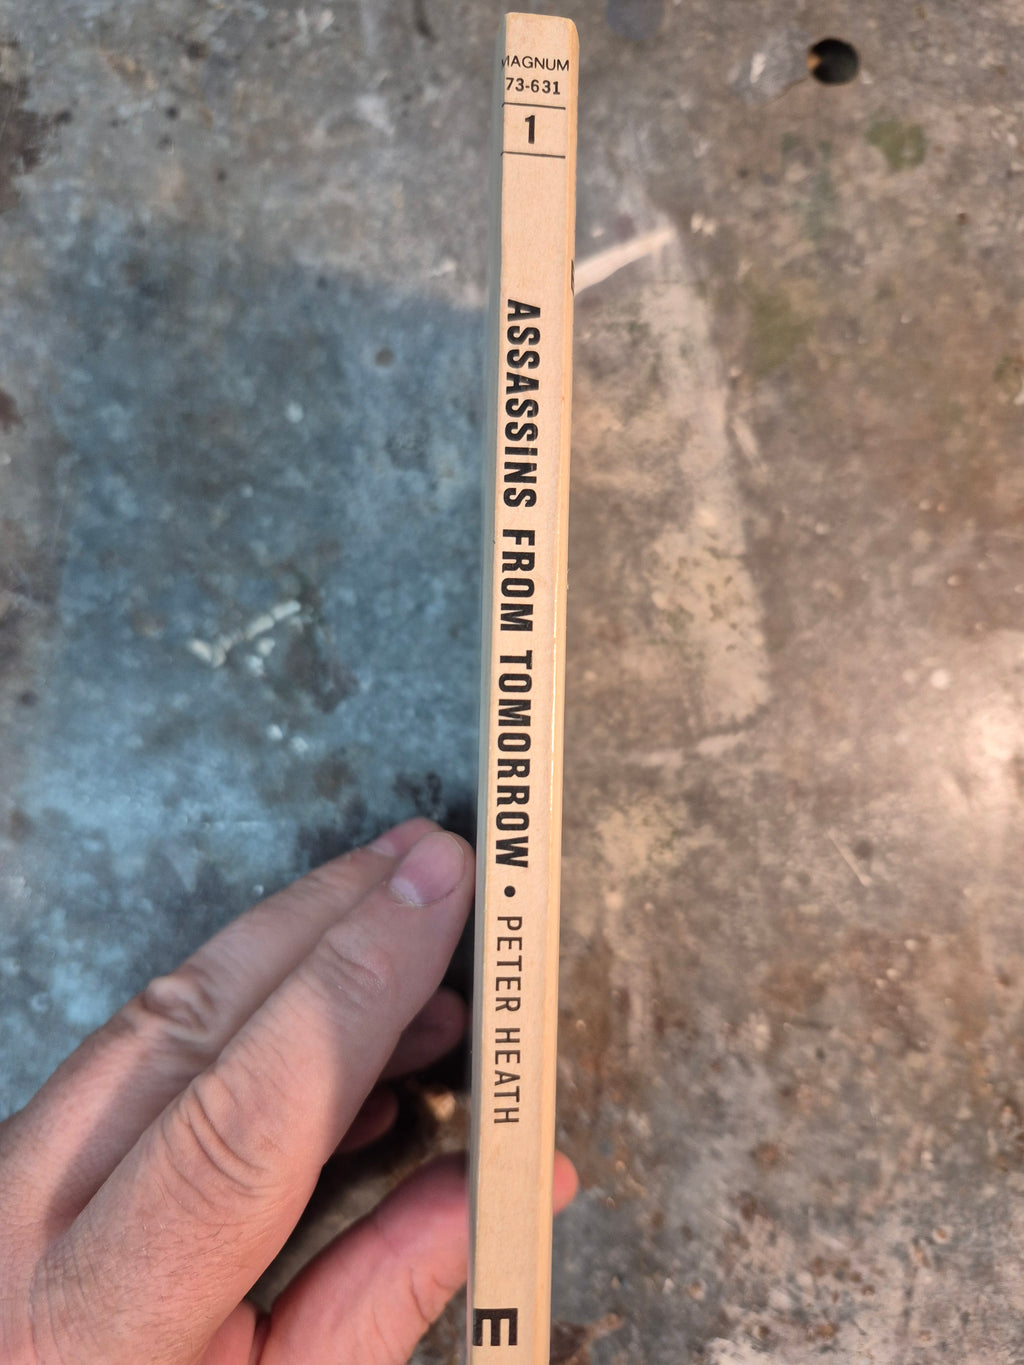 MAGNUM
73-631
1
ASSASSINS FROM TOMORROW • PETER HEATH
E